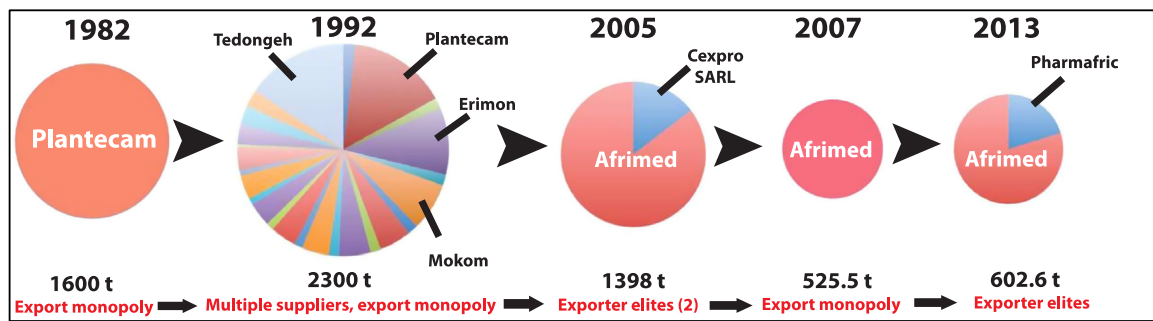 1982
1992
2005
2007
2013
Tedongeh
Plantecam
Erimon
Mokom
Cexpro
SARL
Pharmafric
Plantecam
Afrimed
Afrimed
Afrimed
1600 t
2300 t
1398 t
525.5 t
602.6 t
Export monopoly
Multiple suppliers, export monopoly
Exporter elites (2)
Export monopoly
Exporter elites